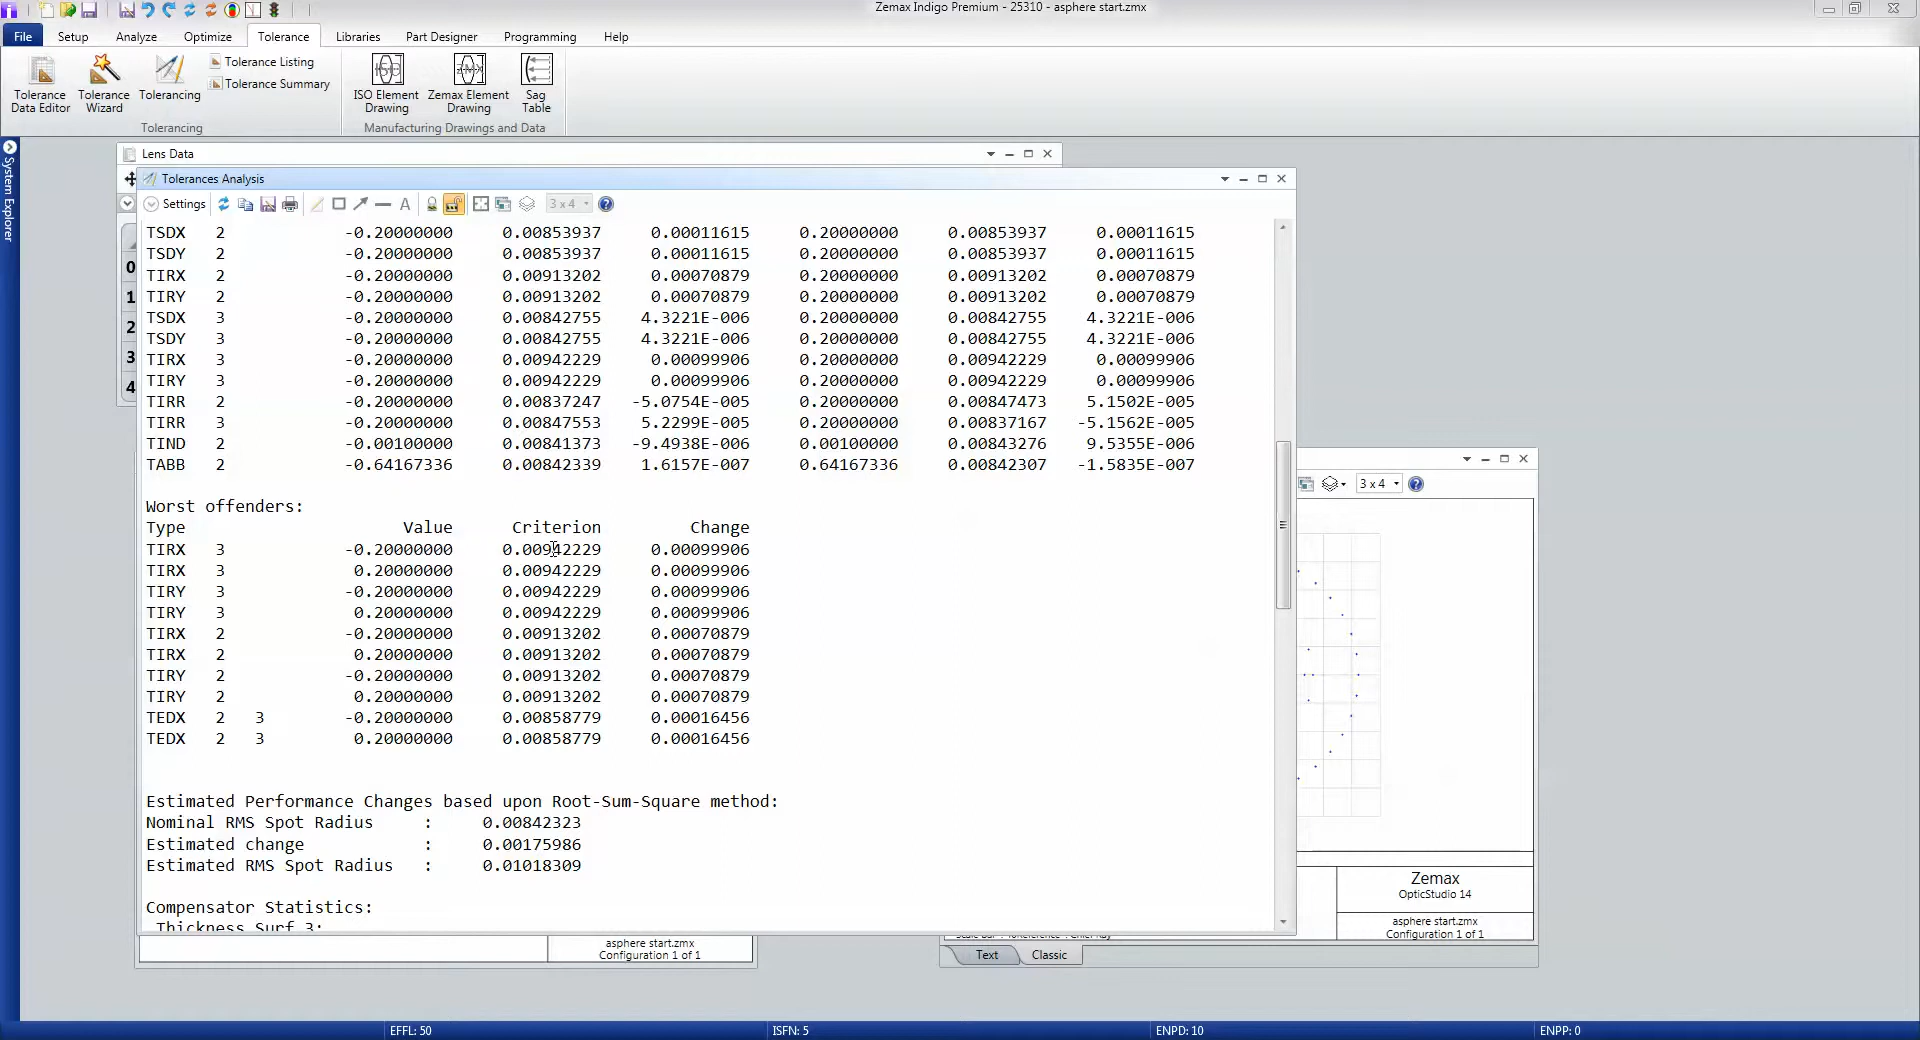 Zemax Indigo Premium - 25310 - asphere start.zmx
File Setup Analyze Optimize Tolerance Libraries Part Designer Programming Help
Tolerance Data Editor
Tolerance Wizard
Tolerancing
Tolerance Listing
Tolerance Summary
ISO Element Drawing
Zemax Element Drawing
Sag Table
Tolerancing
Manufacturing Drawings and Data
System Explorer
Lens Data
Tolerances Analysis
Settings
A
3 x 4
0
1
2
3
4
TSDX 2 -0.20000000 0.00853937 0.00011615 0.20000000 0.00853937 0.00011615
TSDY 2 -0.20000000 0.00853937 0.00011615 0.20000000 0.00853937 0.00011615
TIRX 2 -0.20000000 0.00913202 0.00070879 0.20000000 0.00913202 0.00070879
TIRY 2 -0.20000000 0.00913202 0.00070879 0.20000000 0.00913202 0.00070879
TSDX 3 -0.20000000 0.00842755 4.3221E-006 0.20000000 0.00842755 4.3221E-006
TSDY 3 -0.20000000 0.00842755 4.3221E-006 0.20000000 0.00842755 4.3221E-006
TIRX 3 -0.20000000 0.00942229 0.00099906 0.20000000 0.00942229 0.00099906
TIRY 3 -0.20000000 0.00942229 0.00099906 0.20000000 0.00942229 0.00099906
TIRR 2 -0.20000000 0.00837247 -5.0754E-005 0.20000000 0.00847473 5.1502E-005
TIRR 3 -0.20000000 0.00847553 5.2299E-005 0.20000000 0.00837167 -5.1562E-005
TIND 2 -0.00100000 0.00841373 -9.4938E-006 0.00100000 0.00843276 9.5355E-006
TABB 2 -0.64167336 0.00842339 1.6157E-007 0.64167336 0.00842307 -1.5835E-007
Worst offenders:
Type Value Criterion Change
TIRX 3 -0.20000000 0.00942229 0.00099906
TIRX 3 0.20000000 0.00942229 0.00099906
TIRY 3 -0.20000000 0.00942229 0.00099906
TIRY 3 0.20000000 0.00942229 0.00099906
TIRX 2 -0.20000000 0.00913202 0.00070879
TIRX 2 0.20000000 0.00913202 0.00070879
TIRY 2 -0.20000000 0.00913202 0.00070879
TIRY 2 0.20000000 0.00913202 0.00070879
TEDX 2 3 -0.20000000 0.00858779 0.00016456
TEDX 2 3 0.20000000 0.00858779 0.00016456
Estimated Performance Changes based upon Root-Sum-Square method:
Nominal RMS Spot Radius : 0.00842323
Estimated change : 0.00175986
Estimated RMS Spot Radius : 0.01018309
Compensator Statistics:
Thickness Surf 3:
3 x 4
Zemax
OpticStudio 14
asphere start.zmx
Configuration 1 of 1
asphere start.zmx
Configuration 1 of 1
Text Classic
EFFL: 50 ISFN: 5 ENPD: 10 ENPP: 0